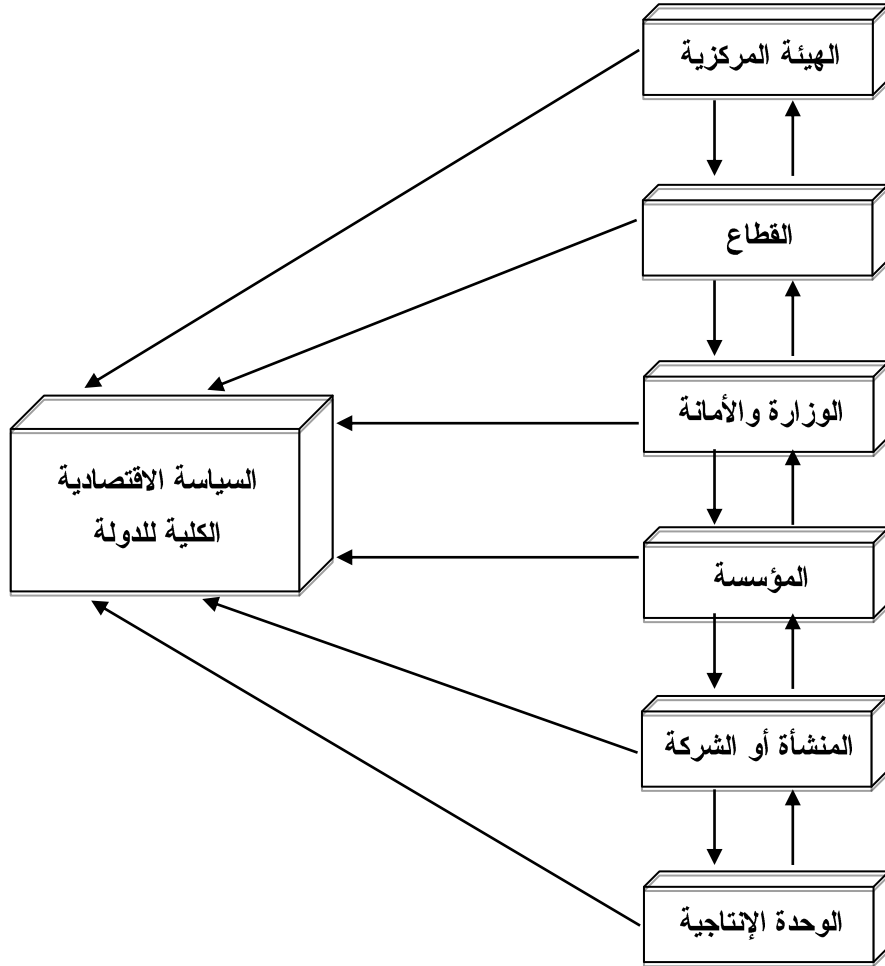 الهيئة المركزية
القطاع
الوزارة والأمانة
السياسة الاقتصادية
الكلية للدولة
المؤسسة
المنشأة أو الشركة
الوحدة الإنتاجية